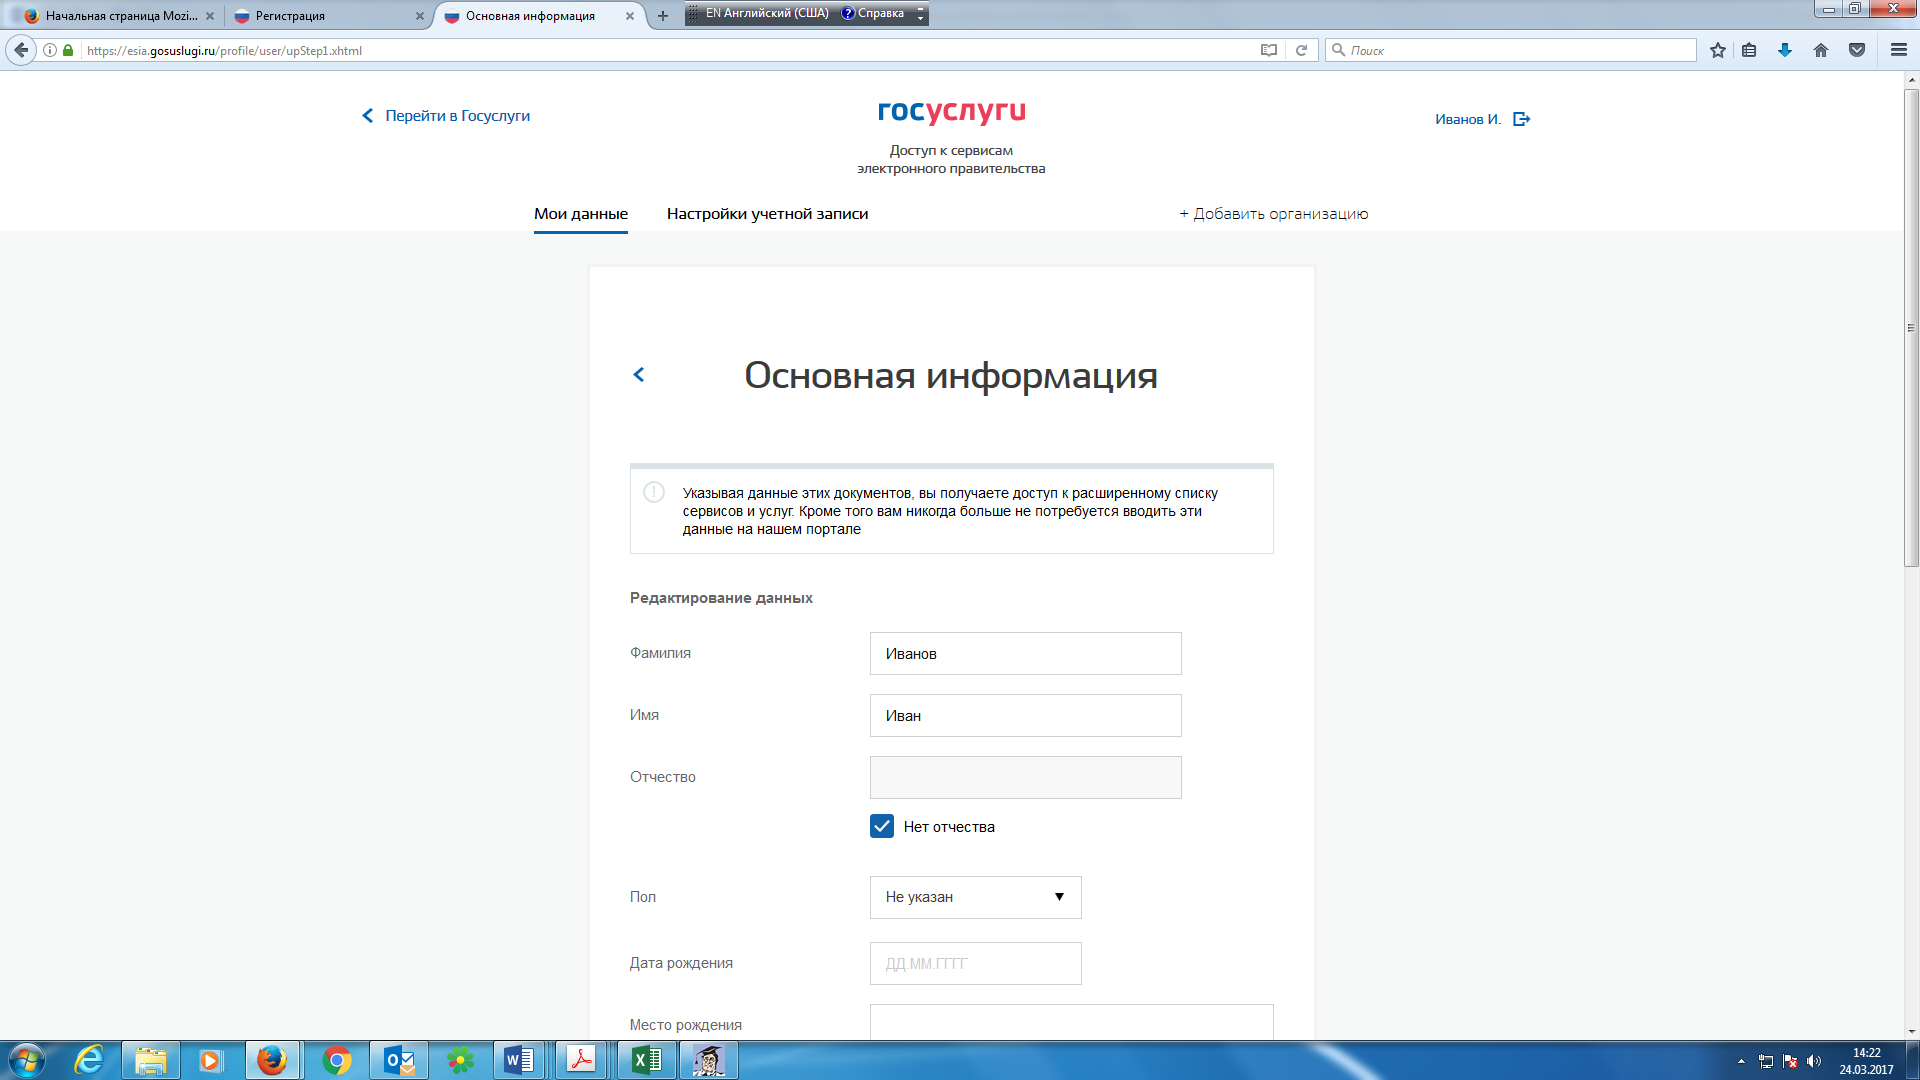 Начальная страница Mozi...
Регистрация
Основная информация
EN Английский (США)
Справка
https://esia.gosuslugi.ru/profile/user/upStep1.xhtml
Поиск
Перейти в Госуслуги
госуслуги
Иванов И.
Доступ к сервисам
электронного правительства
Мои данные
Настройки учетной записи
+ Добавить организацию
Основная информация
Указывая данные этих документов, вы получаете доступ к расширенному списку
сервисов и услуг. Кроме того вам никогда больше не потребуется вводить эти
данные на нашем портале
Редактирование данных
Фамилия
Иванов
Имя
Иван
Отчество
Нет отчества
Пол
Не указан
Дата рождения
ДД.ММ.ГГГГ
Место рождения
14:22
24.03.2017